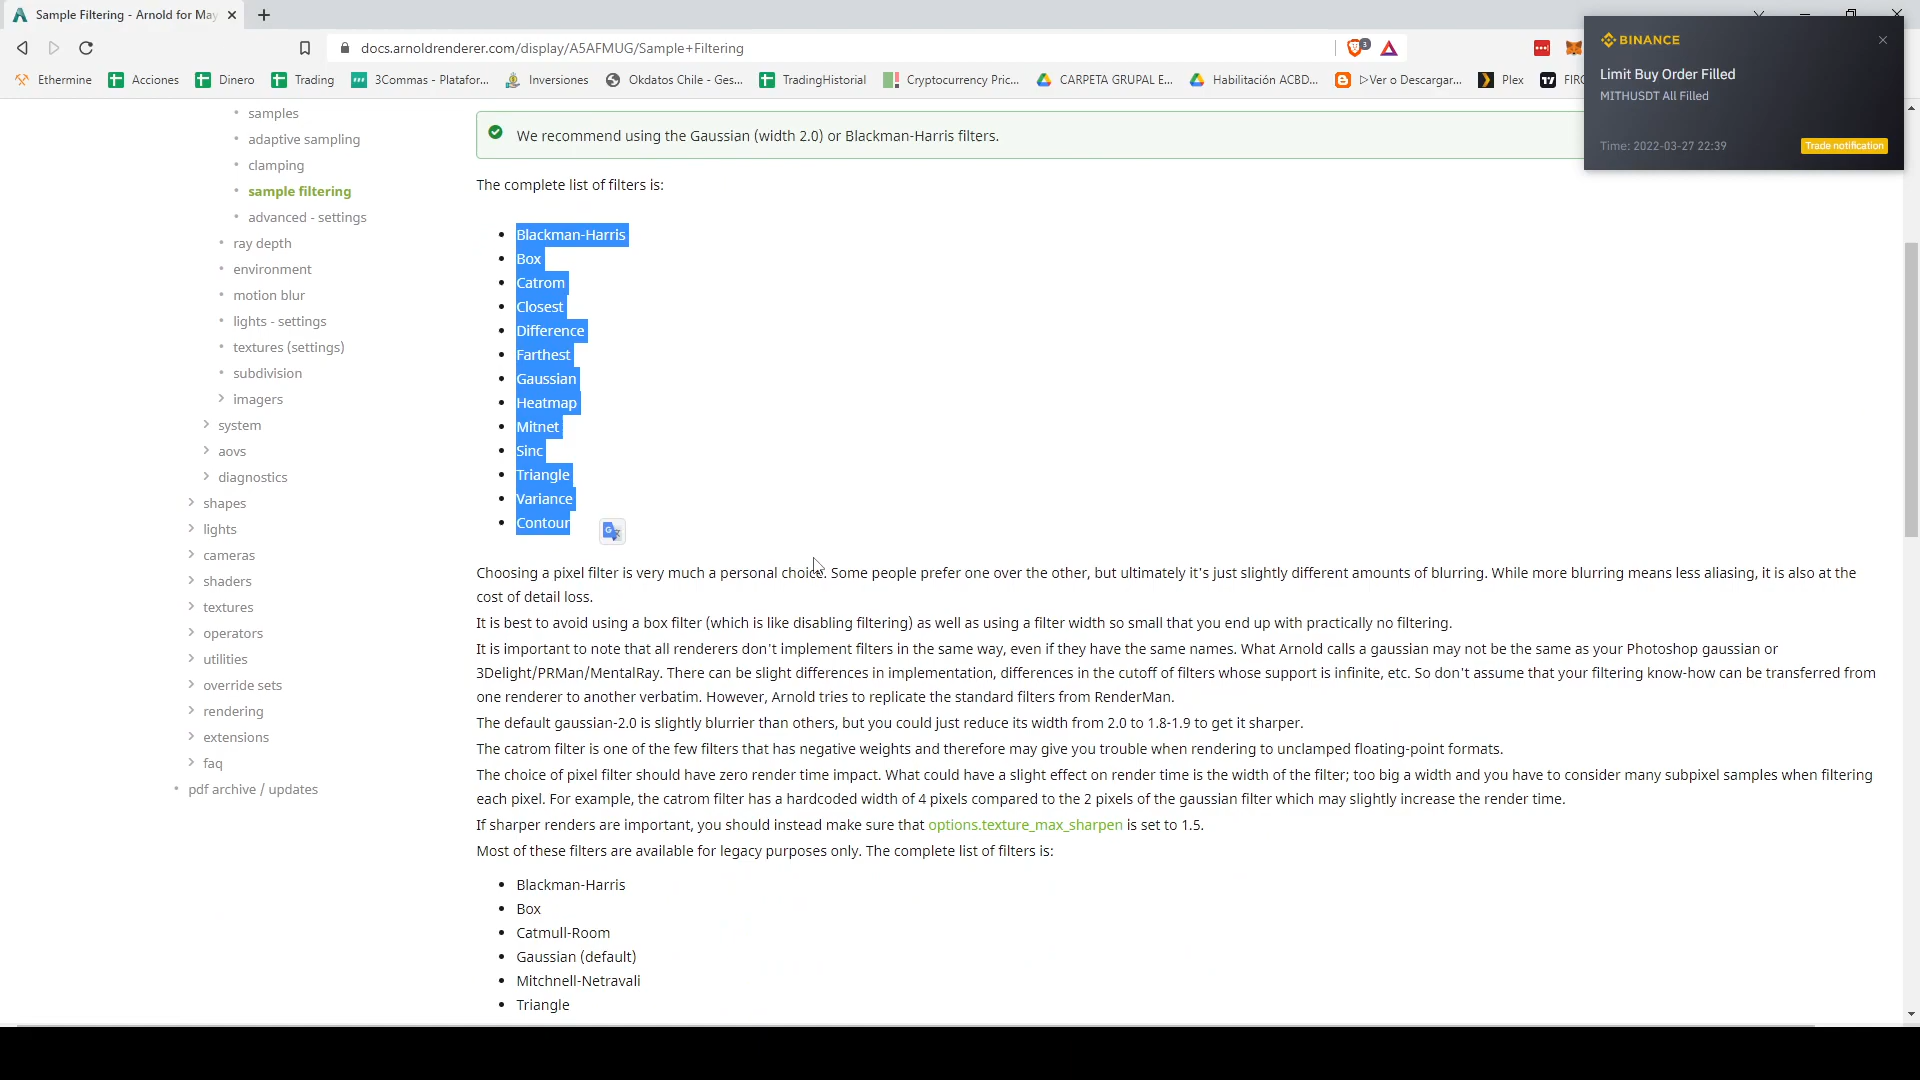 Sample Filtering - Arnold for May
docs.arnoldrenderer.com/display/A5AFMUG/Sample+Filtering
3
Ethermine
Acciones
Dinero
Trading
3Commas - Platafor...
Inversiones
Okdatos Chile - Ges...
TradingHistorial
Cryptocurrency Pric...
CARPETA GRUPAL E...
Habilitación ACBD...
▷Ver o Descargar...
Plex
FIRC
BINANCE
Limit Buy Order Filled
MITHUSDT All Filled
Time: 2022-03-27 22:39
Trade notification
samples
adaptive sampling
clamping
sample filtering
advanced - settings
ray depth
environment
motion blur
lights - settings
textures (settings)
subdivision
imagers
system
aovs
diagnostics
shapes
lights
cameras
shaders
textures
operators
utilities
override sets
rendering
extensions
faq
pdf archive / updates
We recommend using the Gaussian (width 2.0) or Blackman-Harris filters.
The complete list of filters is:
Blackman-Harris
Box
Catrom
Closest
Difference
Farthest
Gaussian
Heatmap
Mitnet
Sinc
Triangle
Variance
Contour
Choosing a pixel filter is very much a personal choice. Some people prefer one over the other, but ultimately it's just slightly different amounts of blurring. While more blurring means less aliasing, it is also at the
cost of detail loss.
It is best to avoid using a box filter (which is like disabling filtering) as well as using a filter width so small that you end up with practically no filtering.
It is important to note that all renderers don't implement filters in the same way, even if they have the same names. What Arnold calls a gaussian may not be the same as your Photoshop gaussian or
3Delight/PRMan/MentalRay. There can be slight differences in implementation, differences in the cutoff of filters whose support is infinite, etc. So don't assume that your filtering know-how can be transferred from
one renderer to another verbatim. However, Arnold tries to replicate the standard filters from RenderMan.
The default gaussian-2.0 is slightly blurrier than others, but you could just reduce its width from 2.0 to 1.8-1.9 to get it sharper.
The catrom filter is one of the few filters that has negative weights and therefore may give you trouble when rendering to unclamped floating-point formats.
The choice of pixel filter should have zero render time impact. What could have a slight effect on render time is the width of the filter; too big a width and you have to consider many subpixel samples when filtering
each pixel. For example, the catrom filter has a hardcoded width of 4 pixels compared to the 2 pixels of the gaussian filter which may slightly increase the render time.
If sharper renders are important, you should instead make sure that options.texture_max_sharpen is set to 1.5.
Most of these filters are available for legacy purposes only. The complete list of filters is:
Blackman-Harris
Box
Catmull-Room
Gaussian (default)
Mitchnell-Netravali
Triangle